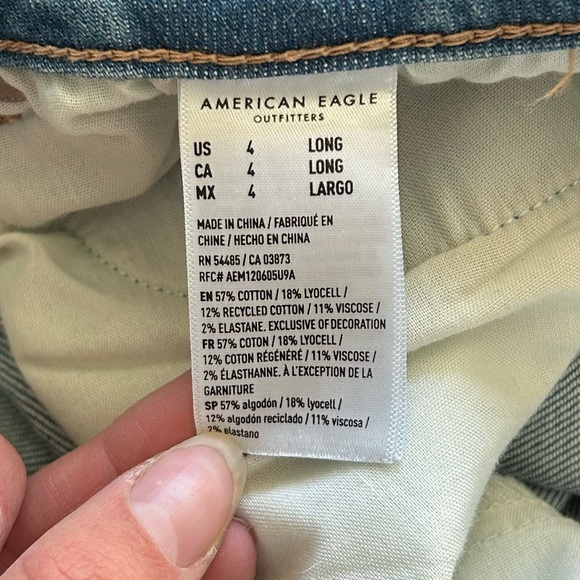 AMERICAN EAGLE
OUTFITTERS
US 4 LONG
CA 4 LONG
MX 4 LARGO
MADE IN CHINA / FABRIQUÉ EN
CHINE / HECHO EN CHINA
RN 54485 / CA 03873
RFC# AEM120605U9A
EN 57% COTTON / 18% LYOCELL /
12% RECYCLED COTTON / 11% VISCOSE /
2% ELASTANE. EXCLUSIVE OF DECORATION
FR 57% COTON / 18% LYOCELL /
12% COTON RÉGÉNÉRÉ / 11% VISCOSE /
2% ÉLASTHANNE. À L'EXCEPTION DE LA
GARNITURE
SP 57% algodón / 18% lyocell /
12% algodón reciclado / 11% viscosa /
2% elastano